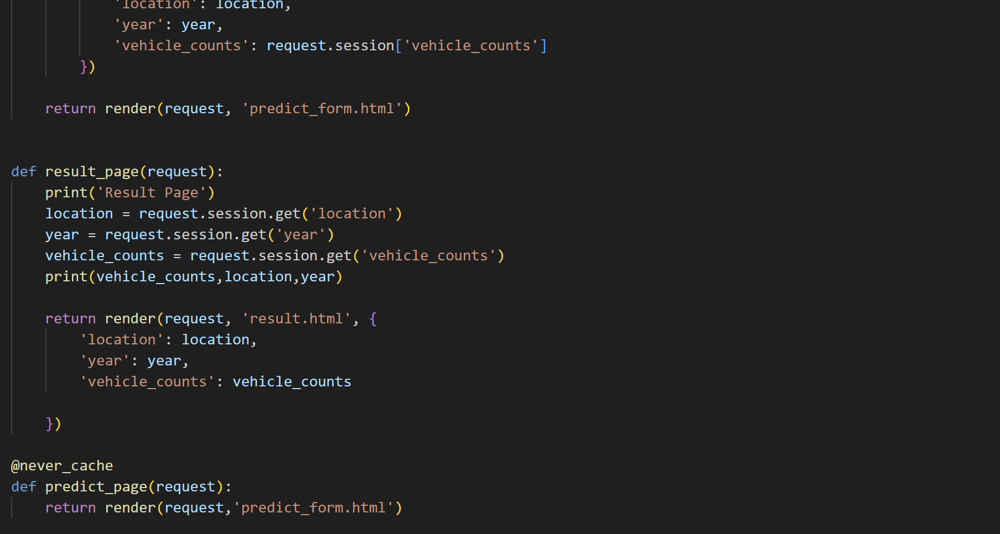 'location': location,
'year': year,
'vehicle_counts': request.session['vehicle_counts']
})
return render(request, 'predict_form.html')
def result_page(request):
print('Result Page')
location = request.session.get('location')
year = request.session.get('year')
vehicle_counts = request.session.get('vehicle_counts')
print(vehicle_counts,location,year)
return render(request, 'result.html', {
'location': location,
'year': year,
'vehicle_counts': vehicle_counts
})
@never_cache
def predict_page(request):
return render(request,'predict_form.html')